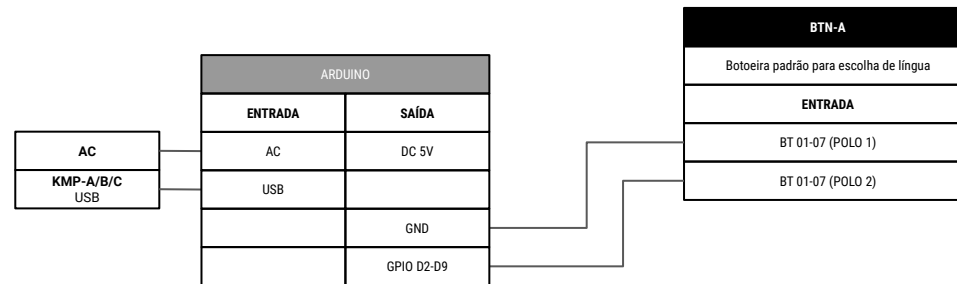 BTN-A
Botoeira padrão para escolha de língua
ENTRADA
BT 01-07 (POLO 1)
BT 01-07 (POLO 2)
ARDUINO
ENTRADA SAÍDA
AC DC 5V
USB
GND
GPIO D2-D9
AC
KMP-A/B/C
USB